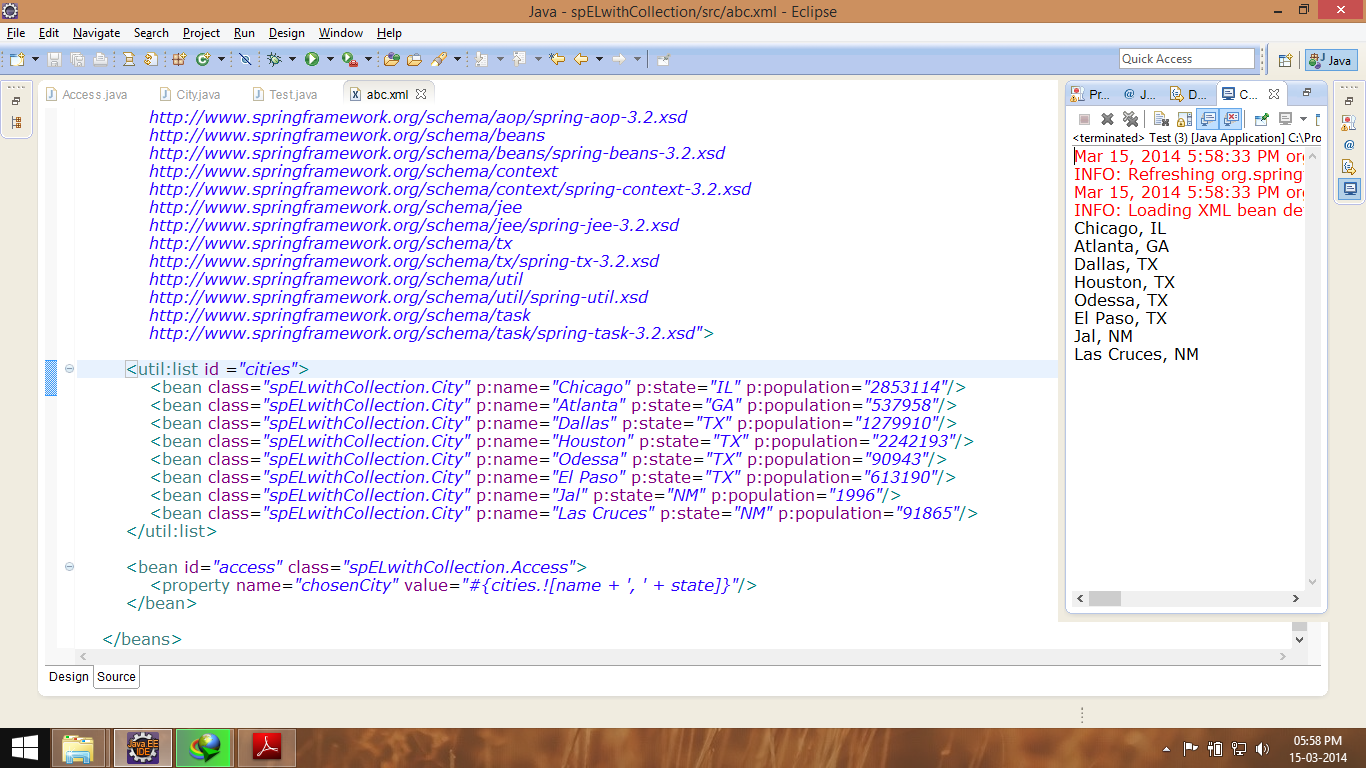 Java - spELwithCollection/src/abc.xml - Eclipse
File Edit Navigate Search Project Run Design Window Help
Quick Access
Java
Access.java City.java Test.java abc.xml
http://www.springframework.org/schema/aop/spring-aop-3.2.xsd
http://www.springframework.org/schema/beans
http://www.springframework.org/schema/beans/spring-beans-3.2.xsd
http://www.springframework.org/schema/context
http://www.springframework.org/schema/context/spring-context-3.2.xsd
http://www.springframework.org/schema/jee
http://www.springframework.org/schema/jee/spring-jee-3.2.xsd
http://www.springframework.org/schema/tx
http://www.springframework.org/schema/tx/spring-tx-3.2.xsd
http://www.springframework.org/schema/util
http://www.springframework.org/schema/util/spring-util.xsd
http://www.springframework.org/schema/task
http://www.springframework.org/schema/task/spring-task-3.2.xsd">
<util:list id ="cities">
<bean class="spELwithCollection.City" p:name="Chicago" p:state="IL" p:population="2853114"/>
<bean class="spELwithCollection.City" p:name="Atlanta" p:state="GA" p:population="537958"/>
<bean class="spELwithCollection.City" p:name="Dallas" p:state="TX" p:population="1279910"/>
<bean class="spELwithCollection.City" p:name="Houston" p:state="TX" p:population="2242193"/>
<bean class="spELwithCollection.City" p:name="Odessa" p:state="TX" p:population="90943"/>
<bean class="spELwithCollection.City" p:name="El Paso" p:state="TX" p:population="613190"/>
<bean class="spELwithCollection.City" p:name="Jal" p:state="NM" p:population="1996"/>
<bean class="spELwithCollection.City" p:name="Las Cruces" p:state="NM" p:population="91865"/>
</util:list>
<bean id="access" class="spELwithCollection.Access">
<property name="chosenCity" value="#{cities.![name + ', ' + state]}"/>
</bean>
</beans>
Design Source
Pr... @ J... D... C...
<terminated> Test (3) [Java Application] C:\Pro
Mar 15, 2014 5:58:33 PM org
INFO: Refreshing org.spring
Mar 15, 2014 5:58:33 PM org
INFO: Loading XML bean de
Chicago, IL
Atlanta, GA
Dallas, TX
Houston, TX
Odessa, TX
El Paso, TX
Jal, NM
Las Cruces, NM
Java EE
IDE
05:58 PM
15-03-2014